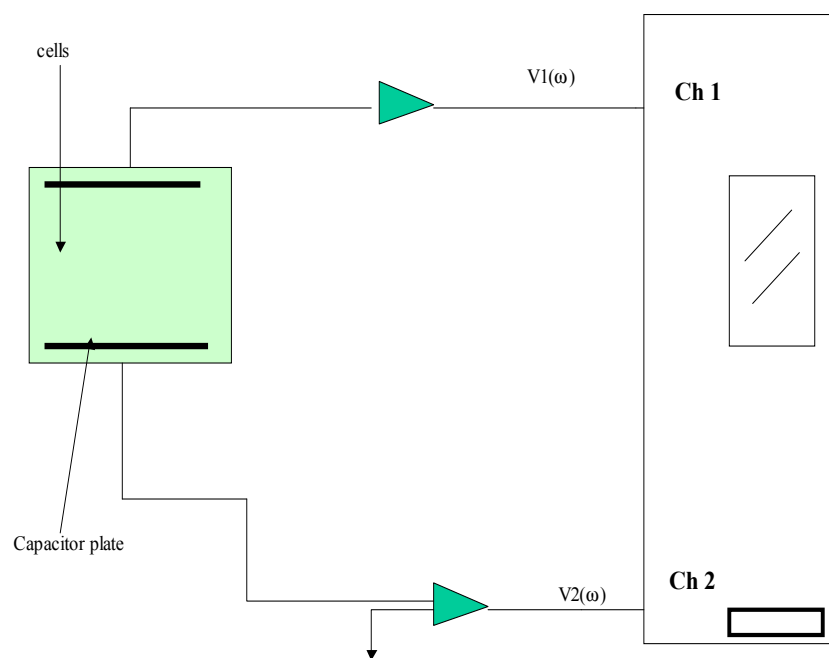 cells
V1(ω)
Ch 1
Capacitor plate
Ch 2
V2(ω)